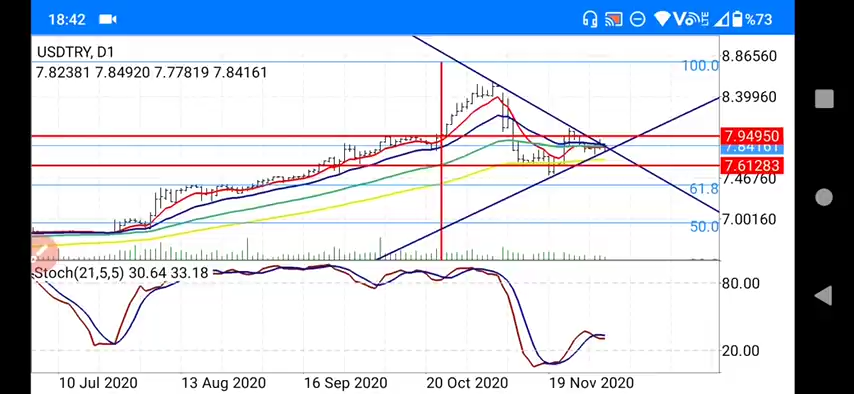 18:42
%73
USDTRY, D1
7.82381 7.84920 7.77819 7.84161
8.86560
100.0
8.39960
7.94950
7.84161
7.61283
7.46760
61.8
7.00160
50.0
Stoch(21,5,5) 30.64 33.18
80.00
20.00
10 Jul 2020
13 Aug 2020
16 Sep 2020
20 Oct 2020
19 Nov 2020